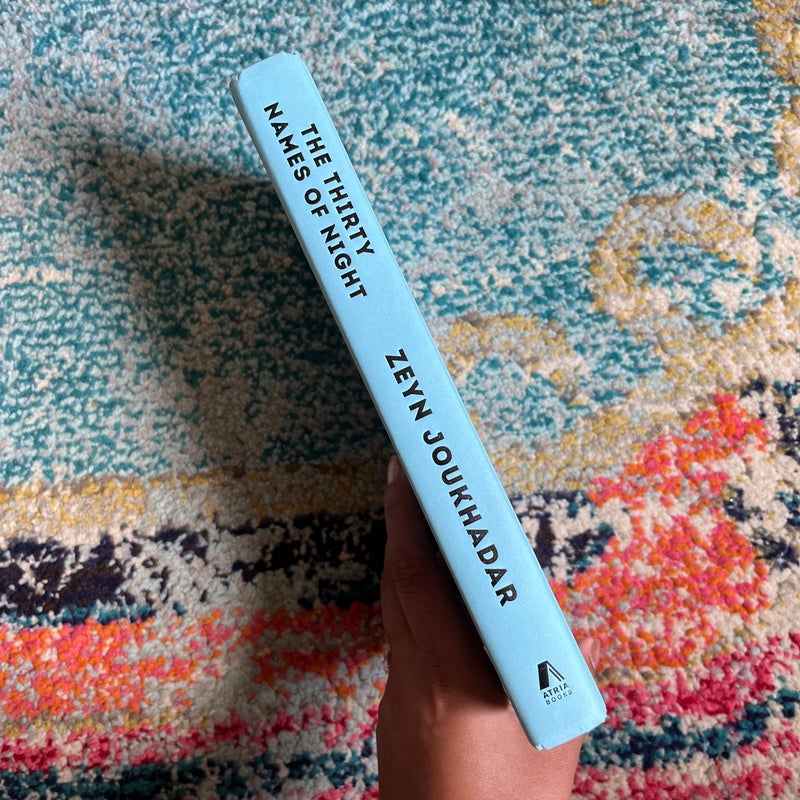 THE THIRTY
NAMES OF NIGHT
ZEYN JOUKHADAR
ATRIA
BOOKS